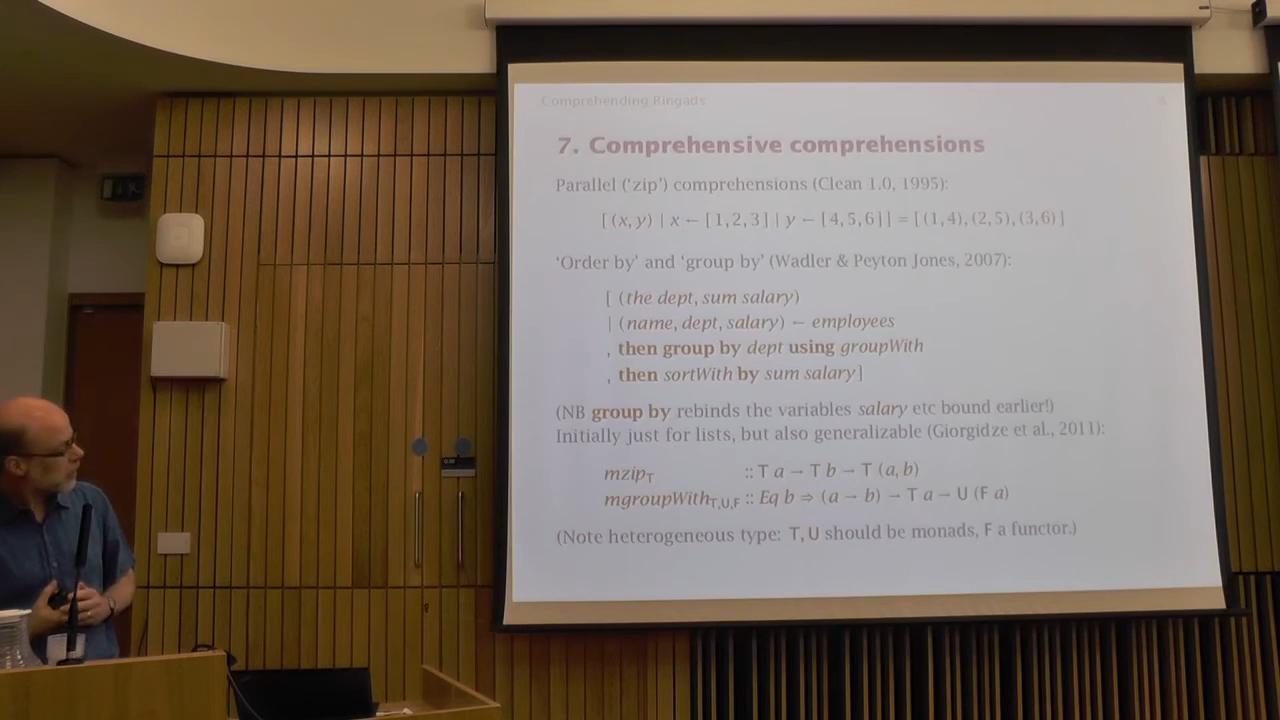 Comprehending Ringads
7. Comprehensive comprehensions
Parallel (‘zip’) comprehensions (Clean 1.0, 1995):
[ (x, y) | x ← [1, 2, 3] | y ← [4, 5, 6] ] = [ (1, 4), (2, 5), (3, 6) ]
‘Order by’ and ‘group by’ (Wadler & Peyton Jones, 2007):
[ (the dept, sum salary)
| (name, dept, salary) ← employees
, then group by dept using groupWith
, then sortWith by sum salary ]
(NB group by rebinds the variables salary etc bound earlier!)
Initially just for lists, but also generalizable (Giorgidze et al., 2011):
mzipT :: T a → T b → T (a, b)
mgroupWithT,U,F :: Eq b ⇒ (a → b) → T a → U (F a)
(Note heterogeneous type: T, U should be monads, F a functor.)